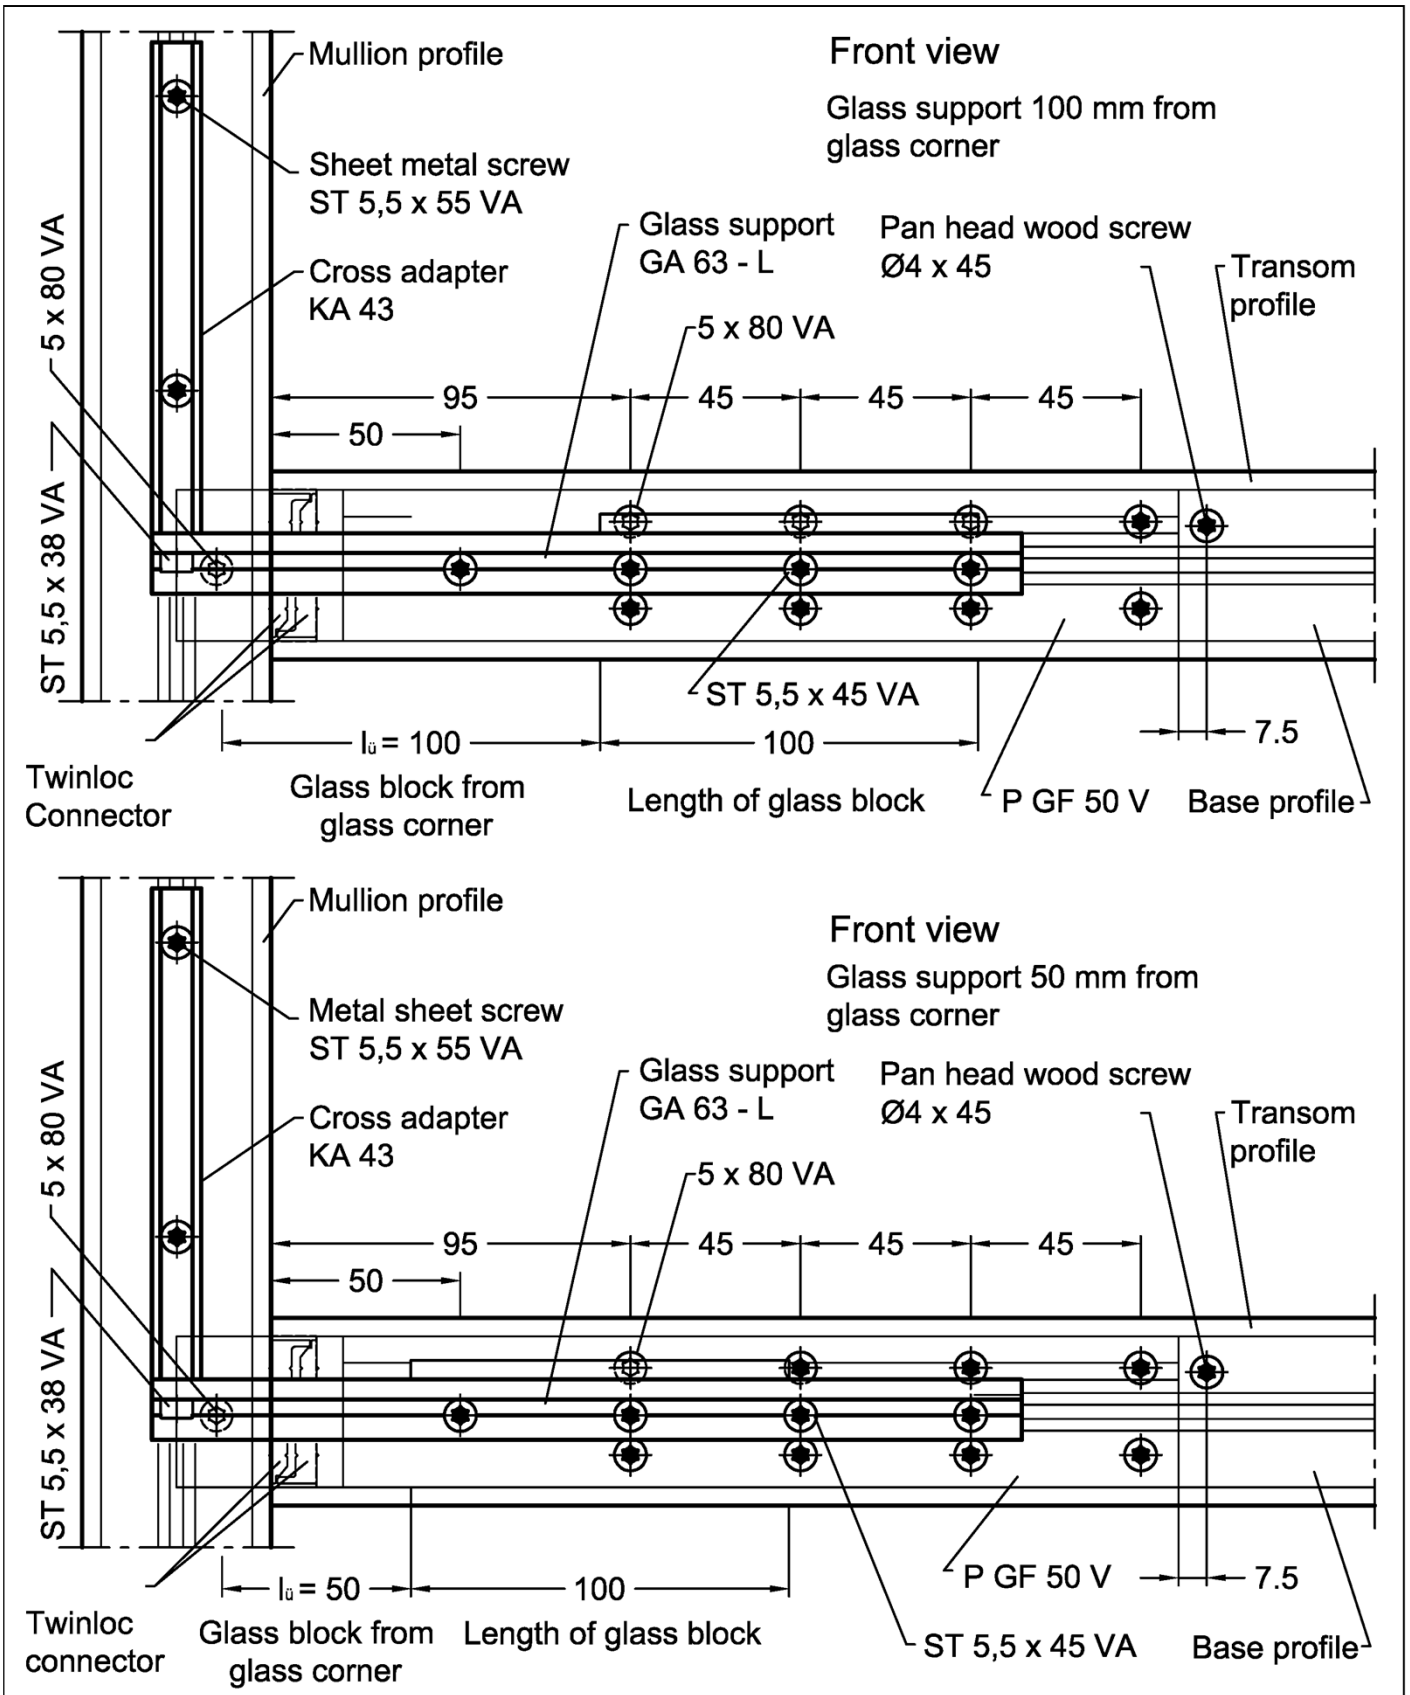 Mullion profile
Front view
Glass support 100 mm from
glass corner
Sheet metal screw
ST 5,5 x 55 VA
Glass support
GA 63 - L
Pan head wood screw
Ø4 x 45
Transom
profile
Cross adapter
KA 43
5 x 80 VA
5 x 80 VA
95
45
45
45
50
ST 5,5 x 38 VA
ST 5,5 x 45 VA
lü = 100
100
7.5
Twinloc
Connector
Glass block from
glass corner
Length of glass block
P GF 50 V
Base profile
Mullion profile
Front view
Glass support 50 mm from
glass corner
Metal sheet screw
ST 5,5 x 55 VA
Glass support
GA 63 - L
Pan head wood screw
Ø4 x 45
Transom
profile
Cross adapter
KA 43
5 x 80 VA
5 x 80 VA
95
45
45
45
50
ST 5,5 x 38 VA
lü = 50
100
P GF 50 V
7.5
Twinloc
connector
Glass block from
glass corner
Length of glass block
ST 5,5 x 45 VA
Base profile